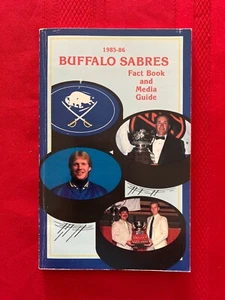 1985-86
BUFFALO SABRES
Fact Book
and
Media
Guide